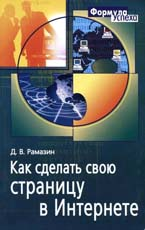 Формула
Успеха
Д. В. Рамазин
Как сделать свою
страницу
в Интернете